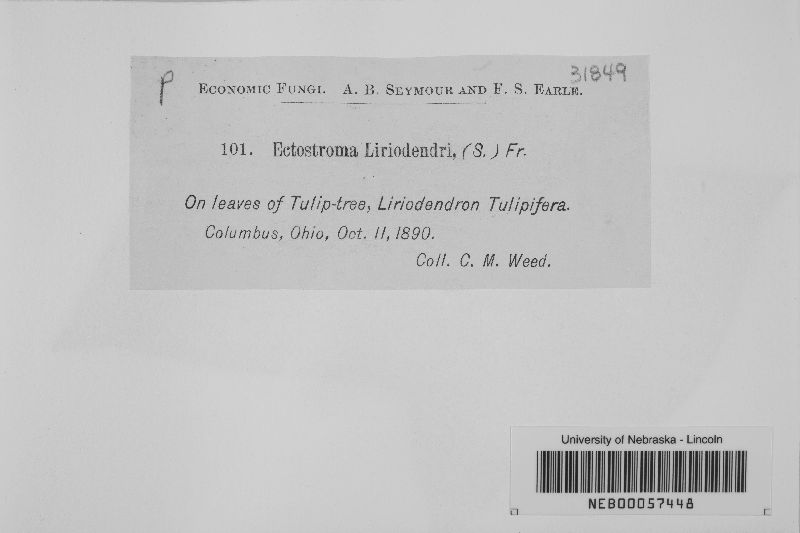 P
31849
ECONOMIC FUNGI. A. B. SEYMOUR AND F. S. EARLE.
101. Ectostroma Liriodendri, (S.) Fr.
On leaves of Tulip-tree, Liriodendron Tulipifera.
Columbus, Ohio, Oct. 11, 1890.
Coll. C. M. Weed.
University of Nebraska - Lincoln
NEB00057448